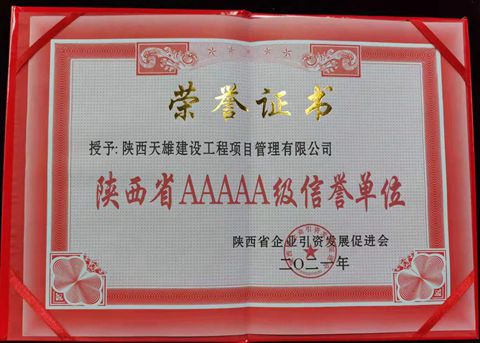 荣誉证书
授予:陕西天雄建设工程项目管理有限公司
陕西省AAAAA级信誉单位
陕西省企业引资发展促进会
二〇二一年